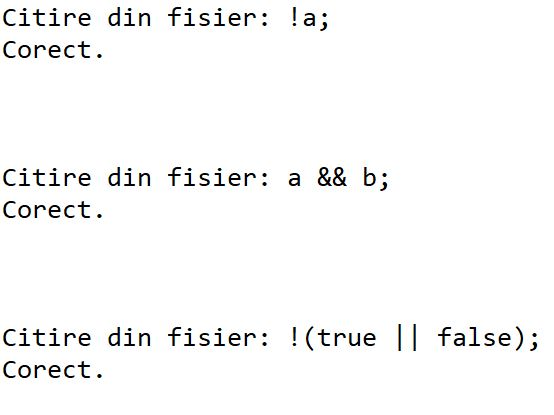 Citire din fisier: !a;
Corect.
Citire din fisier: a && b;
Corect.
Citire din fisier: !(true || false);
Corect.